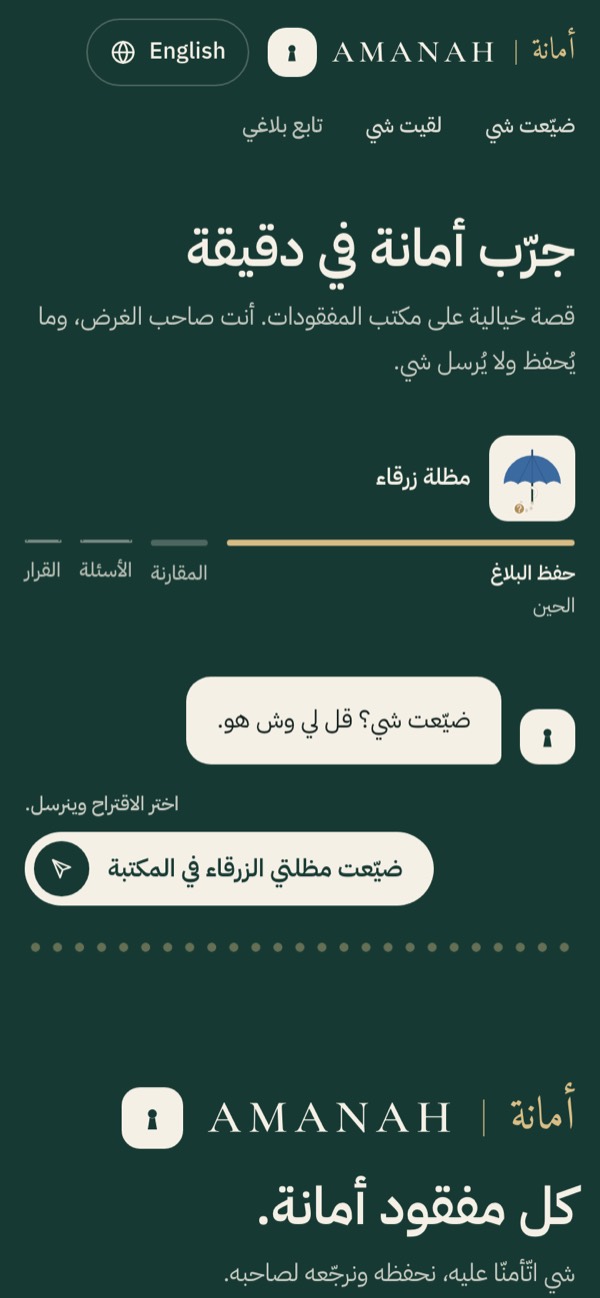 أمانة | AMANAH
English
ضيّعت شي
لقيت شي
تابع بلاغي
جرّب أمانة في دقيقة
قصة خيالية على مكتب المفقودات. أنت صاحب الغرض، وما
يُحفظ ولا يُرسل شي.
مظلة زرقاء
حفظ البلاغ
الحين
المقارنة
الأسئلة
القرار
ضيّعت شي؟ قل لي وش هو.
اختر الاقتراح وينرسل.
ضيّعت مظلتي الزرقاء في المكتبة
أمانة | AMANAH
كل مفقود أمانة.
شي اتّأمنّا عليه، نحفظه ونرجّعه لصاحبه.